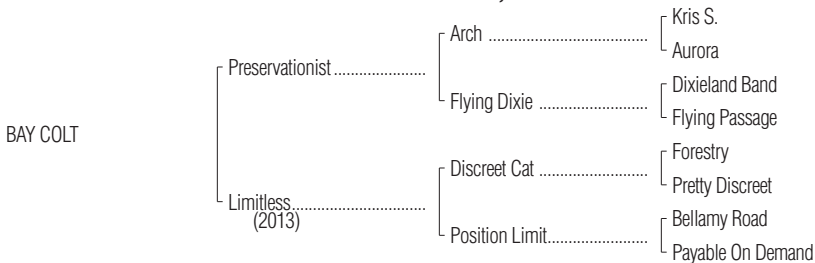 Kris S.
Arch ......................................
Aurora
Preservationist ......................
Dixieland Band
Flying Dixie ..........................
Flying Passage
BAY COLT
Forestry
Discreet Cat ..........................
Pretty Discreet
Limitless................................
(2013)
Bellamy Road
Position Limit........................
Payable On Demand